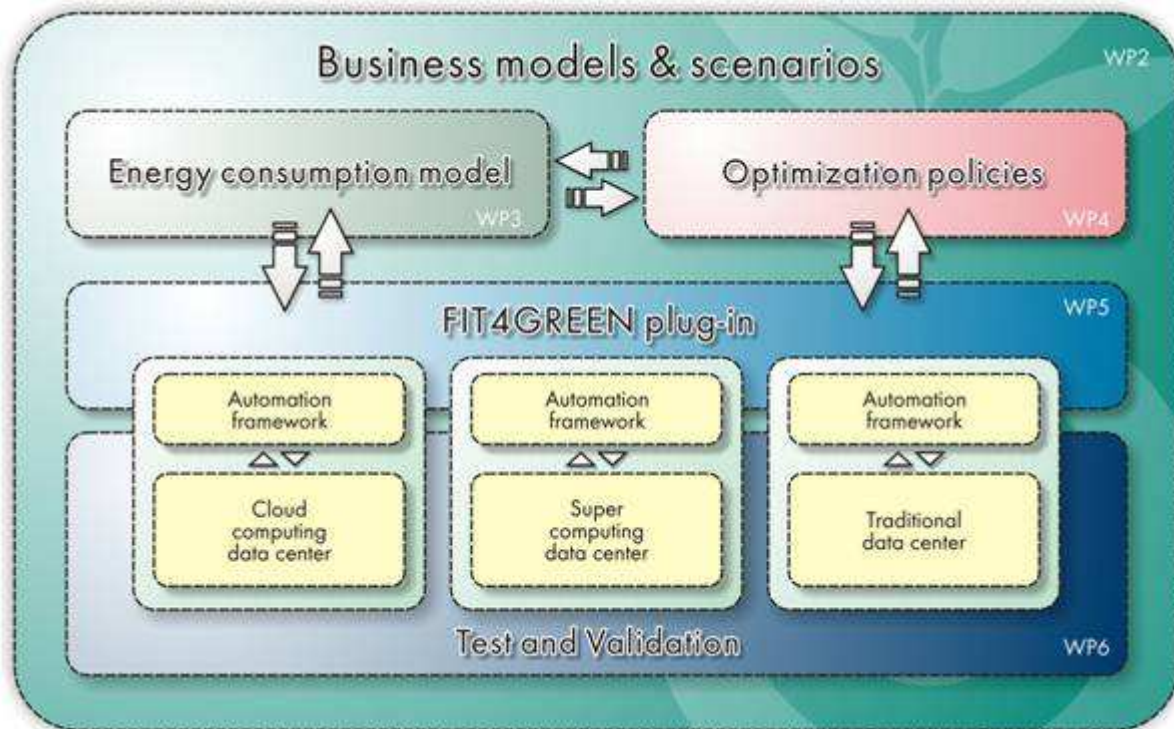 Business models & scenarios
WP2
Energy consumption model
WP3
Optimization policies
WP4
FIT4GREEN plug-in
WP5
Automation
framework
Automation
framework
Automation
framework
Cloud
computing
data center
Super
computing
data center
Traditional
data center
Test and Validation
WP6